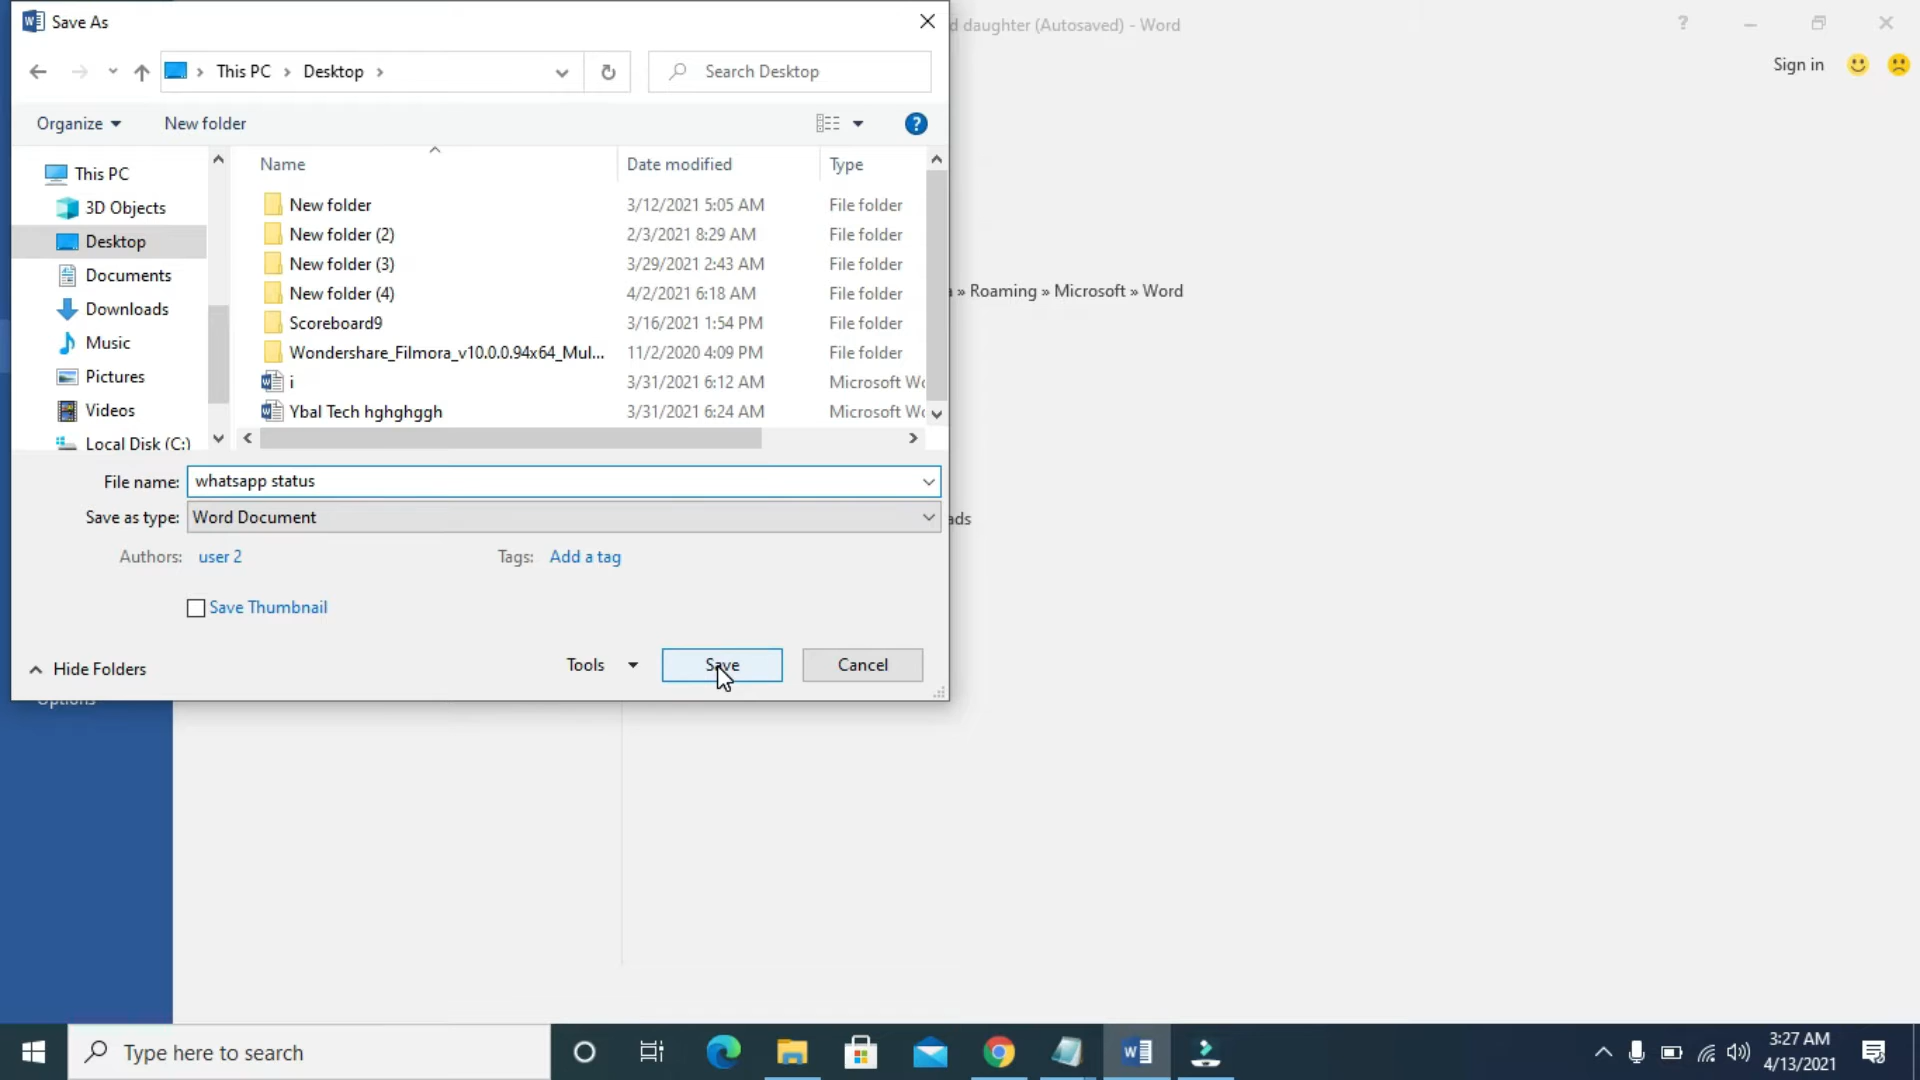 Save As
d daughter (Autosaved) - Word
?
This PC
Desktop
Search Desktop
Sign in
Organize
New folder
?
Name
Date modified
Type
This PC
3D Objects
Desktop
Documents
Downloads
Music
Pictures
Videos
Local Disk (C:)
New folder 3/12/2021 5:05 AM File folder
New folder (2) 2/3/2021 8:29 AM File folder
New folder (3) 3/29/2021 2:43 AM File folder
New folder (4) 4/2/2021 6:18 AM File folder
Scoreboard9 3/16/2021 1:54 PM File folder
Wondershare_Filmora_v10.0.0.94x64_Mul... 11/2/2020 4:09 PM File folder
i 3/31/2021 6:12 AM Microsoft Wo
Ybal Tech hghghggh 3/31/2021 6:24 AM Microsoft Wo
» Roaming » Microsoft » Word
File name: whatsapp status
Save as type: Word Document
ads
Authors: user 2
Tags: Add a tag
Save Thumbnail
Hide Folders
Tools
Save
Cancel
Options
Type here to search
3:27 AM
4/13/2021